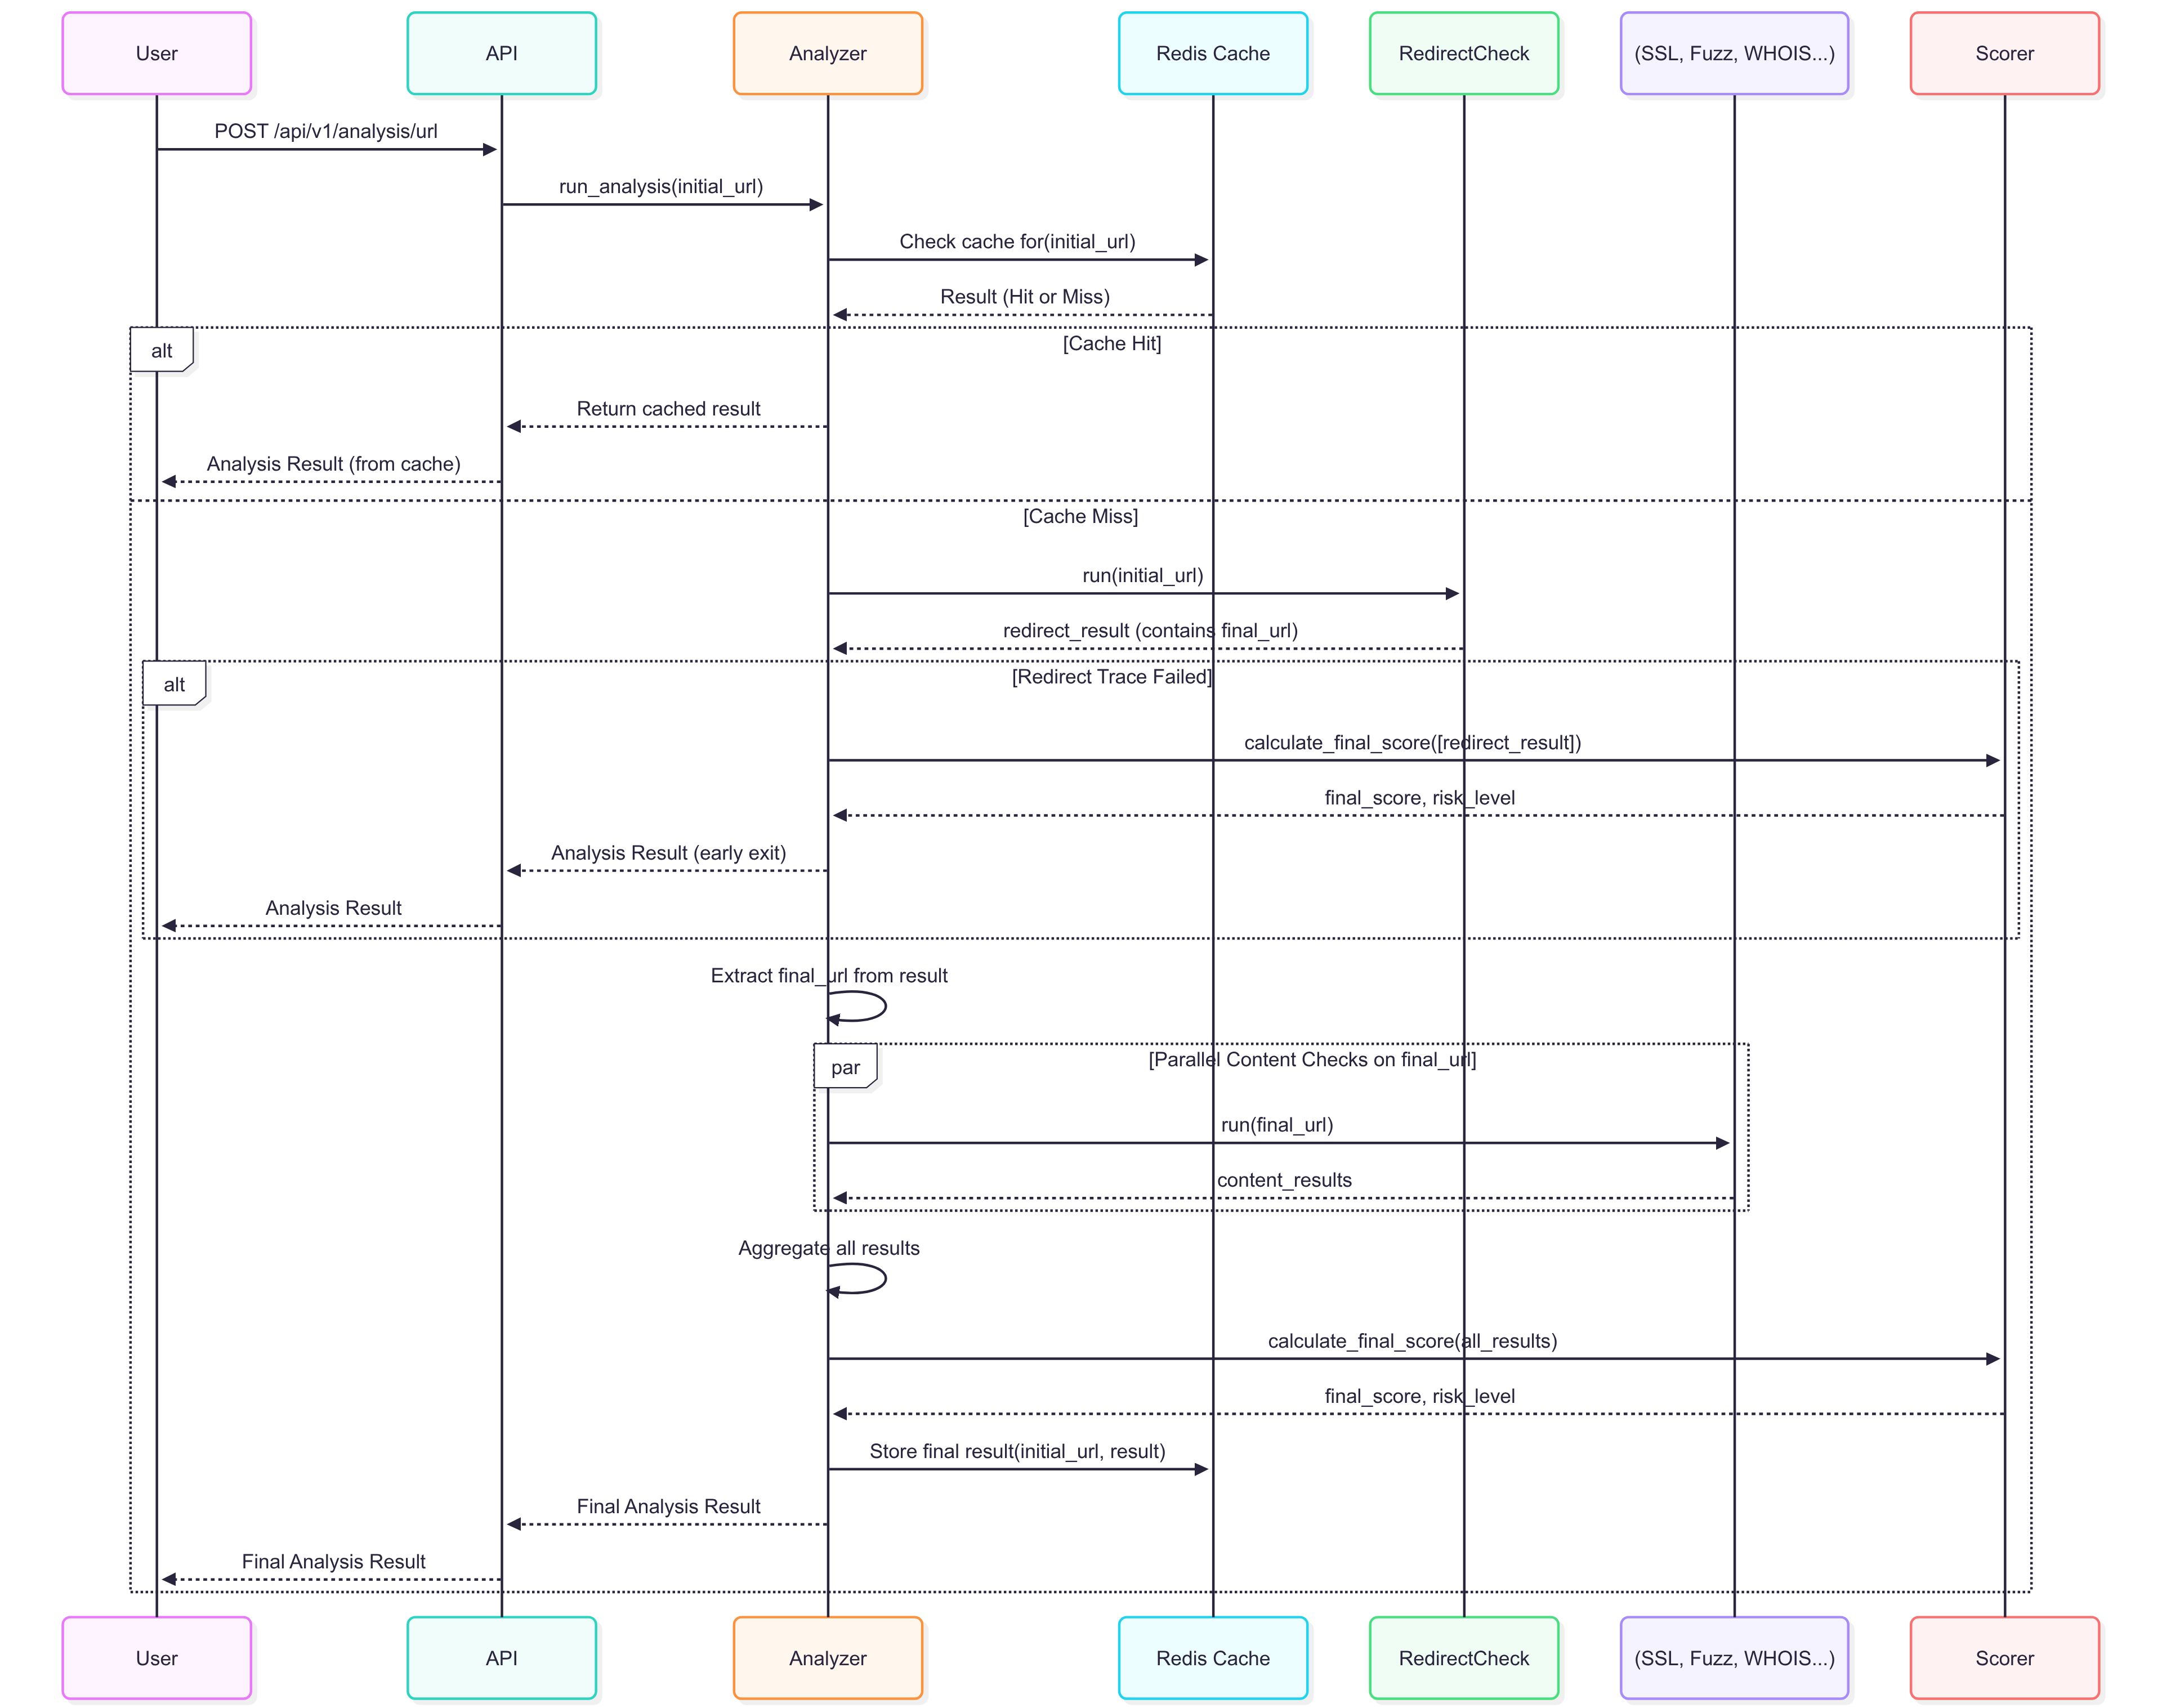 User
API
Analyzer
Redis Cache
RedirectCheck
(SSL, Fuzz, WHOIS...)
Scorer
POST /api/v1/analysis/url
run_analysis(initial_url)
Check cache for(initial_url)
Result (Hit or Miss)
alt
[Cache Hit]
Return cached result
Analysis Result (from cache)
[Cache Miss]
run(initial_url)
redirect_result (contains final_url)
alt
[Redirect Trace Failed]
calculate_final_score([redirect_result])
final_score, risk_level
Analysis Result (early exit)
Analysis Result
Extract final_url from result
par
[Parallel Content Checks on final_url]
run(final_url)
content_results
Aggregate all results
calculate_final_score(all_results)
final_score, risk_level
Store final result(initial_url, result)
Final Analysis Result
Final Analysis Result
User
API
Analyzer
Redis Cache
RedirectCheck
(SSL, Fuzz, WHOIS...)
Scorer